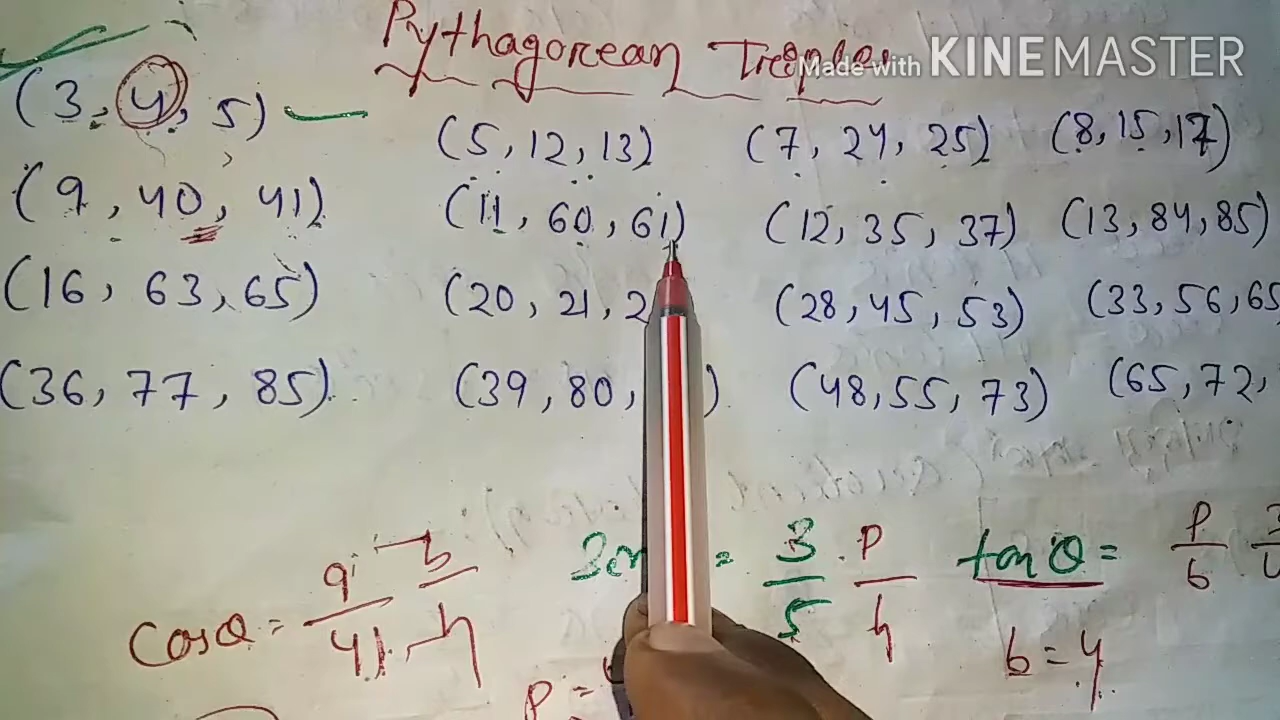 Pythagorean
Made with KINEMASTER
(3, 4, 5)
(5, 12, 13) (7, 24, 25) (8, 15, 17)
(9, 40, 41) (11, 60, 61) (12, 35, 37) (13, 84, 85)
(16, 63, 65) (20, 21, 2 (28, 45, 53) (33, 56, 65
(36, 77, 85) (39, 80, ) (48, 55, 73) (65, 72,
cosθ = 9/41 b/h = 3/5 . P/h tanθ = P/b
P = b = 4